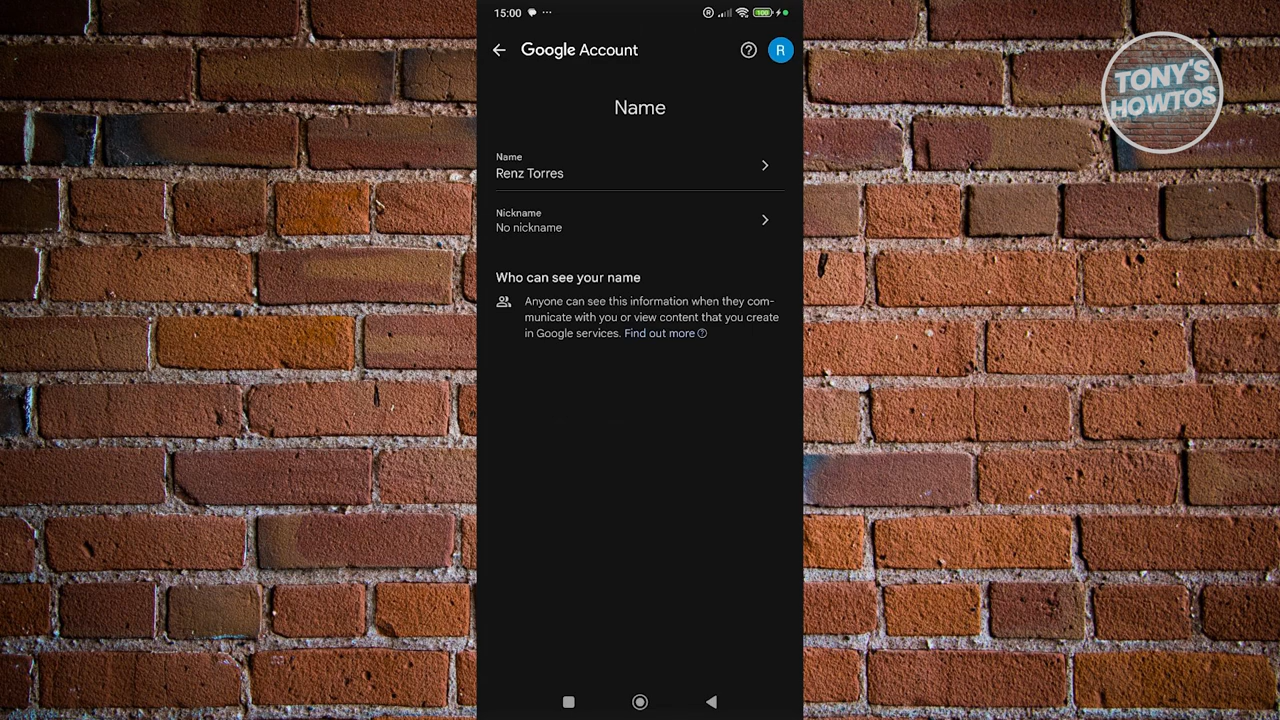 15:00
100
Google Account
R
Name
Name
Renz Torres
Nickname
No nickname
Who can see your name
Anyone can see this information when they com-
municate with you or view content that you create
in Google services. Find out more
TONY'S
HOWTOS